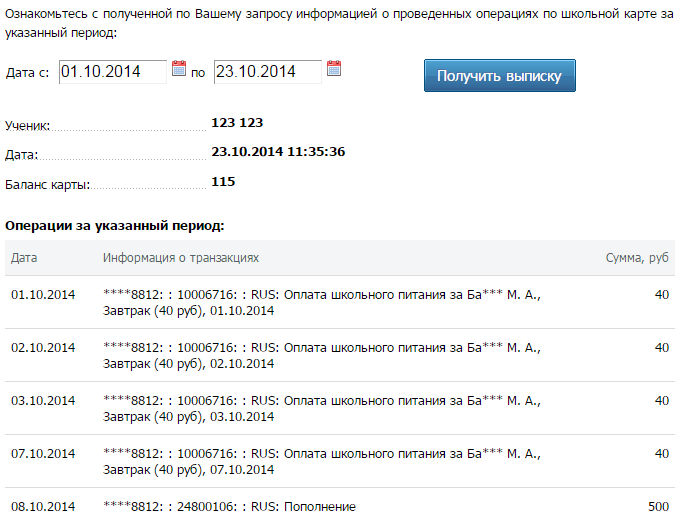 Ознакомьтесь с полученной по Вашему запросу информацией о проведенных операциях по школьной карте за
указанный период:
Дата с: 01.10.2014 по 23.10.2014 Получить выписку
Ученик: 123 123
Дата: 23.10.2014 11:35:36
Баланс карты: 115
Операции за указанный период:
Дата Информация о транзакциях Сумма, руб
01.10.2014 ****8812: : 10006716: : RUS: Оплата школьного питания за Ба*** М. А., 40
Завтрак (40 руб), 01.10.2014
02.10.2014 ****8812: : 10006716: : RUS: Оплата школьного питания за Ба*** М. А., 40
Завтрак (40 руб), 02.10.2014
03.10.2014 ****8812: : 10006716: : RUS: Оплата школьного питания за Ба*** М. А., 40
Завтрак (40 руб), 03.10.2014
07.10.2014 ****8812: : 10006716: : RUS: Оплата школьного питания за Ба*** М. А., 40
Завтрак (40 руб), 07.10.2014
08.10.2014 ****8812: : 24800106: : RUS: Пополнение 500